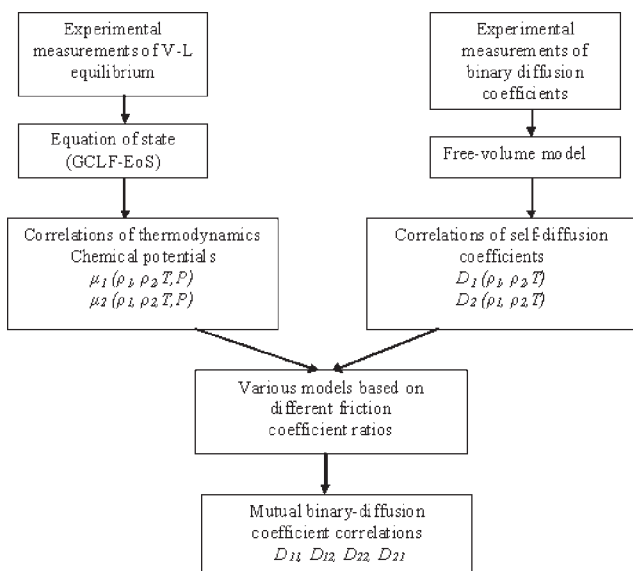 Experimental
measurements of V-L
equilibrium
Equation of state
(GCLF-EoS)
Correlations of thermodynamics
Chemical potentials
μ1 (ρ1, ρ2, T, P)
μ2 (ρ1, ρ2, T, P)
Experimental
measurements of
binary diffusion
coefficients
Free-volume model
Correlations of self-diffusion
coefficients
D1 (ρ1, ρ2, T)
D2 (ρ1, ρ2, T)
Various models based on
different friction
coefficient ratios
Mutual binary-diffusion
coefficient correlations
D11, D12, D22, D21